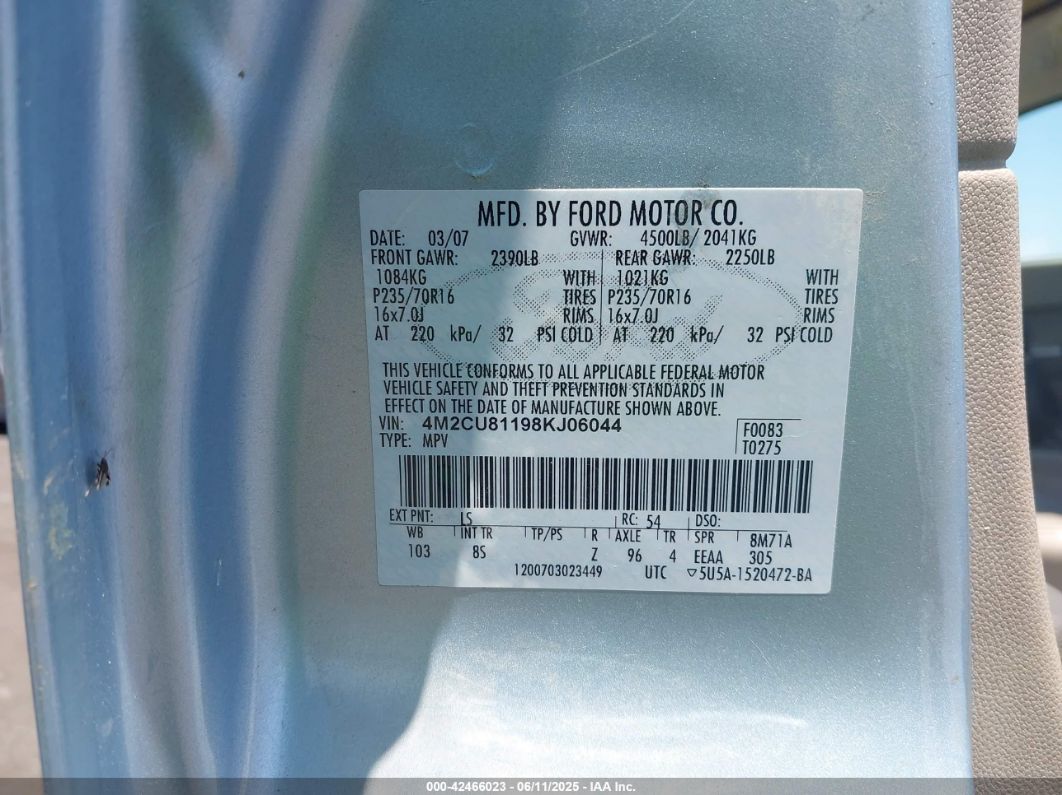 MFD. BY FORD MOTOR CO.
DATE: 03/07 GVWR: 4500LB/ 2041KG
FRONT GAWR: 2390LB REAR GAWR: 2250LB
1084KG WITH 1021KG WITH
P235/70R16 TIRES P235/70R16 TIRES
16x7.0J RIMS 16x7.0J RIMS
AT 220 kPa/ 32 PSI COLD AT 220 kPa/ 32 PSI COLD
THIS VEHICLE CONFORMS TO ALL APPLICABLE FEDERAL MOTOR
VEHICLE SAFETY AND THEFT PREVENTION STANDARDS IN
EFFECT ON THE DATE OF MANUFACTURE SHOWN ABOVE.
VIN: 4M2CU81198KJ06044 F0083
TYPE: MPV T0275
EXT PNT: LS RC: 54 DSO:
WB INT TR TP/PS R AXLE TR SPR 8M71A
103 8S Z 96 4 EEAA 305
1200703023449 UTC ▽5U5A-1520472-BA
000-42466023 - 06/11/2025 - IAA Inc.